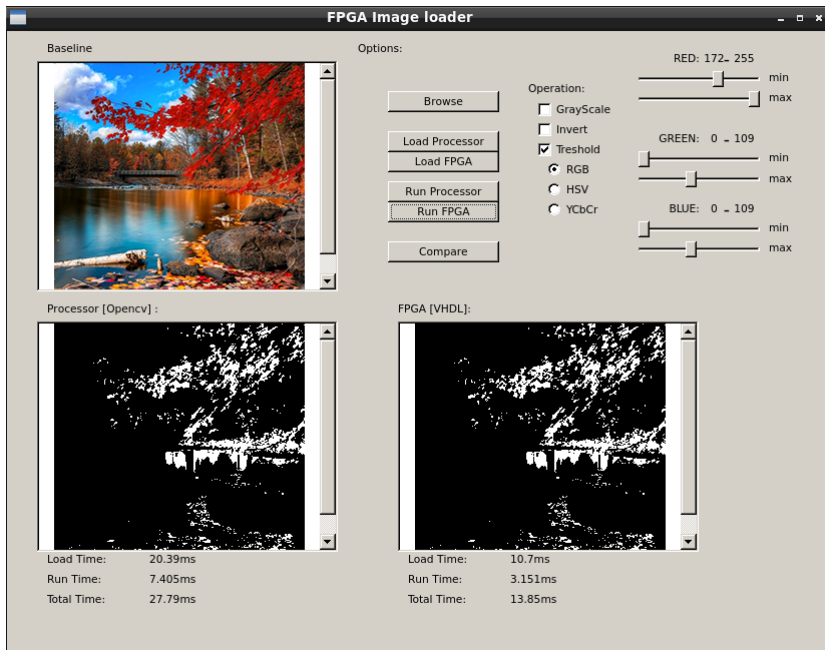 FPGA Image loader
Baseline
Options:
Browse
Load Processor
Load FPGA
Run Processor
Run FPGA
Compare
Operation:
GrayScale
Invert
Treshold
RGB
HSV
YCbCr
RED: 172- 255
min
max
GREEN: 0 - 109
min
max
BLUE: 0 - 109
min
max
Processor [Opencv] :
Load Time: 20.39ms
Run Time: 7.405ms
Total Time: 27.79ms
FPGA [VHDL]:
Load Time: 10.7ms
Run Time: 3.151ms
Total Time: 13.85ms